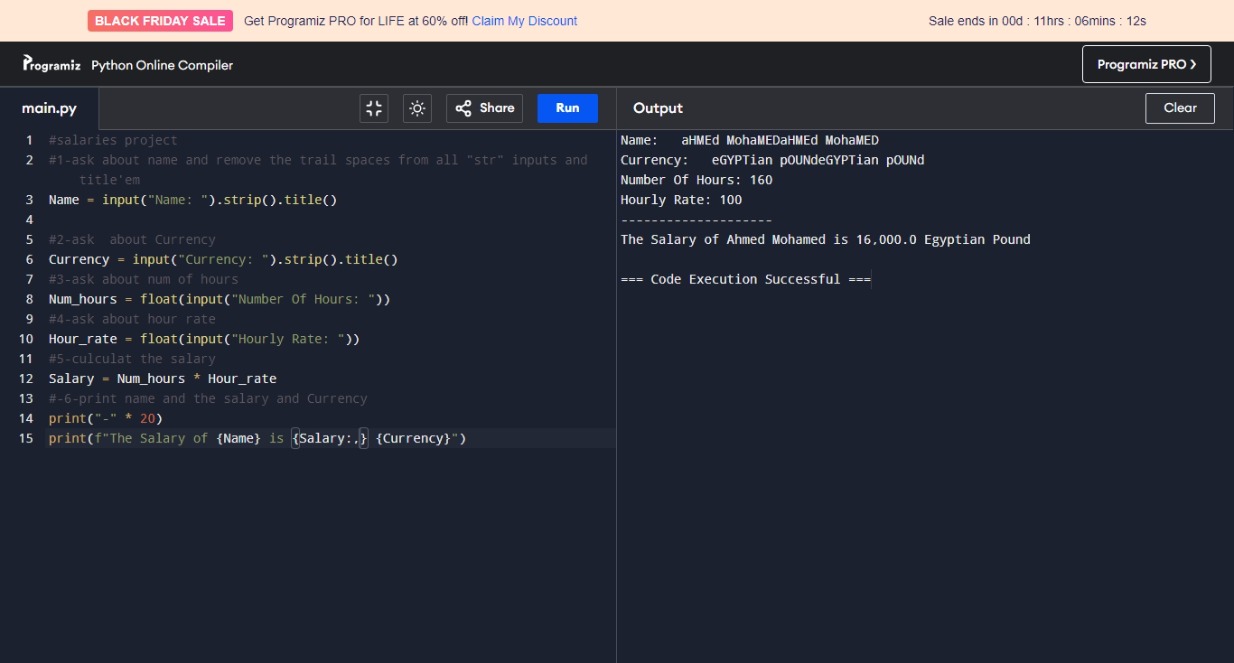 BLACK FRIDAY SALE Get Programiz PRO for LIFE at 60% off! Claim My Discount Sale ends in 00d : 11hrs : 06mins : 12s
Programiz Python Online Compiler Programiz PRO
main.py Share Run
1 #salaries project
2 #1-ask about name and remove the trail spaces from all "str" inputs and
title'em
3 Name = input("Name: ").strip().title()
4
5 #2-ask  about Currency
6 Currency = input("Currency: ").strip().title()
7 #3-ask about num of hours
8 Num_hours = float(input("Number Of Hours: "))
9 #4-ask about hour rate
10 Hour_rate = float(input("Hourly Rate: "))
11 #5-culculat the salary
12 Salary = Num_hours * Hour_rate
13 #-6-print name and the salary and Currency
14 print("-" * 20)
15 print(f"The Salary of {Name} is {Salary:,} {Currency}")
Output Clear
Name:   aHMEd MohaMEDaHMEd MohaMED
Currency:   eGYPTian pOUNdeGYPTian pOUNd
Number Of Hours: 160
Hourly Rate: 100
--------------------
The Salary of Ahmed Mohamed is 16,000.0 Egyptian Pound
=== Code Execution Successful ===